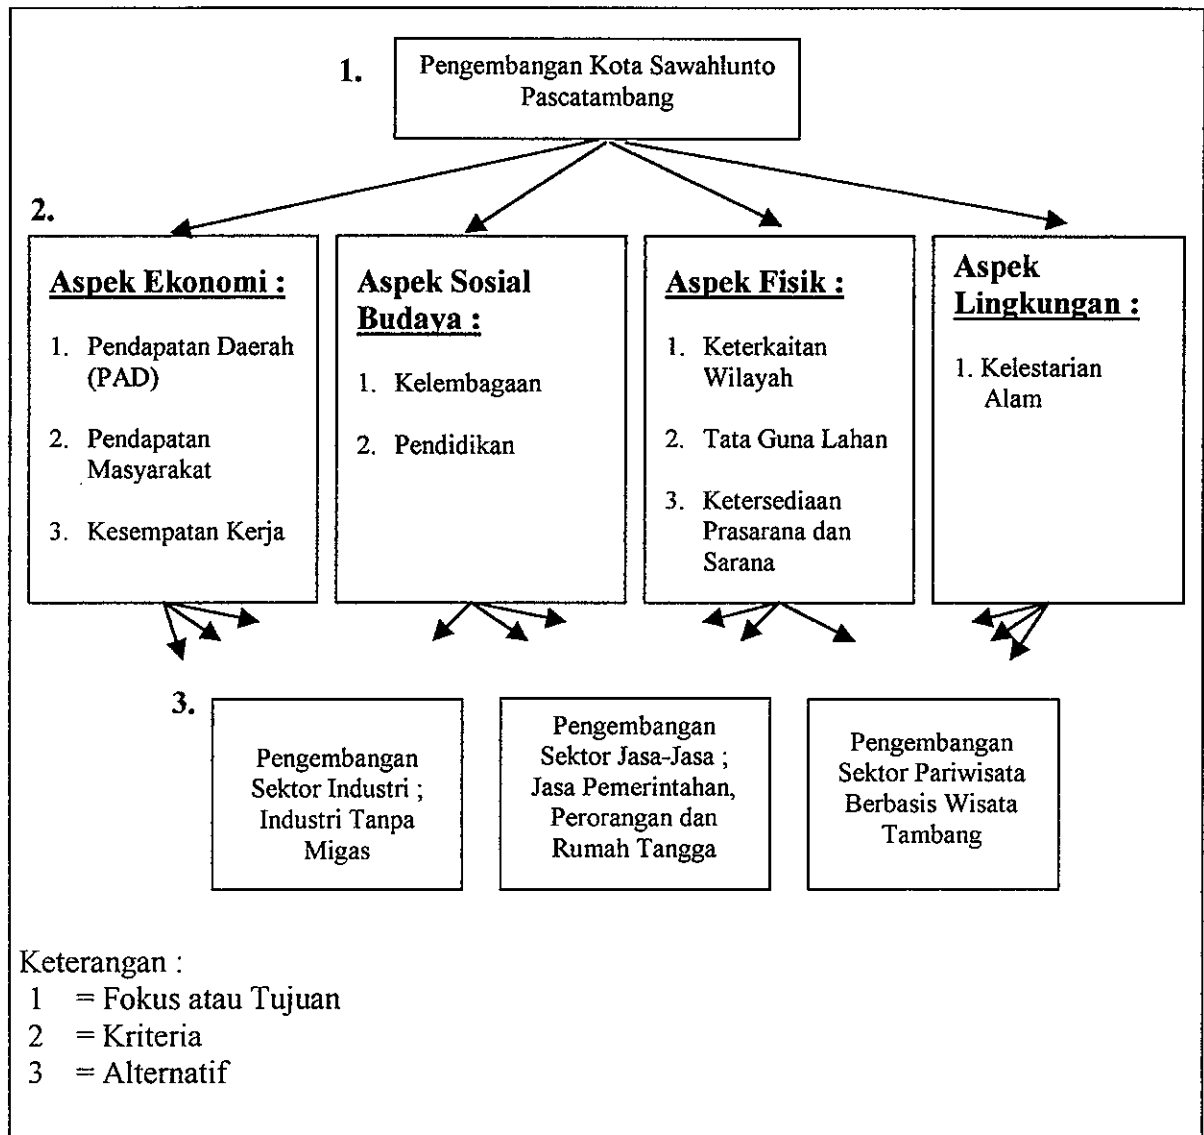 1.
Pengembangan Kota Sawahlunto
Pascatambang
2.
Aspek Ekonomi :
1. Pendapatan Daerah
(PAD)
2. Pendapatan
Masyarakat
3. Kesempatan Kerja
Aspek Sosial
Budaya :
1. Kelembagaan
2. Pendidikan
Aspek Fisik :
1. Keterkaitan
Wilayah
2. Tata Guna Lahan
3. Ketersediaan
Prasarana dan
Sarana
Aspek
Lingkungan :
1. Kelestarian
Alam
3.
Pengembangan
Sektor Industri ;
Industri Tanpa
Migas
Pengembangan
Sektor Jasa-Jasa ;
Jasa Pemerintahan,
Perorangan dan
Rumah Tangga
Pengembangan
Sektor Pariwisata
Berbasis Wisata
Tambang
Keterangan :
1 = Fokus atau Tujuan
2 = Kriteria
3 = Alternatif